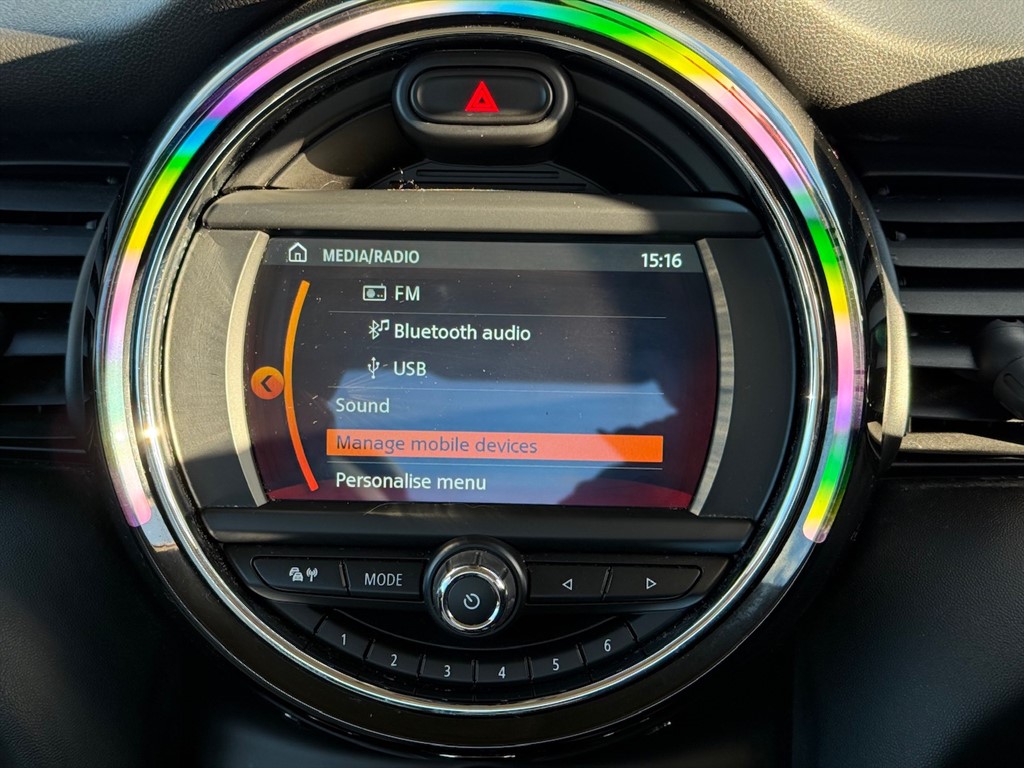 MEDIA/RADIO 15:16
FM
Bluetooth audio
USB
Sound
Manage mobile devices
Personalise menu
MODE
1 2 3 4 5 6